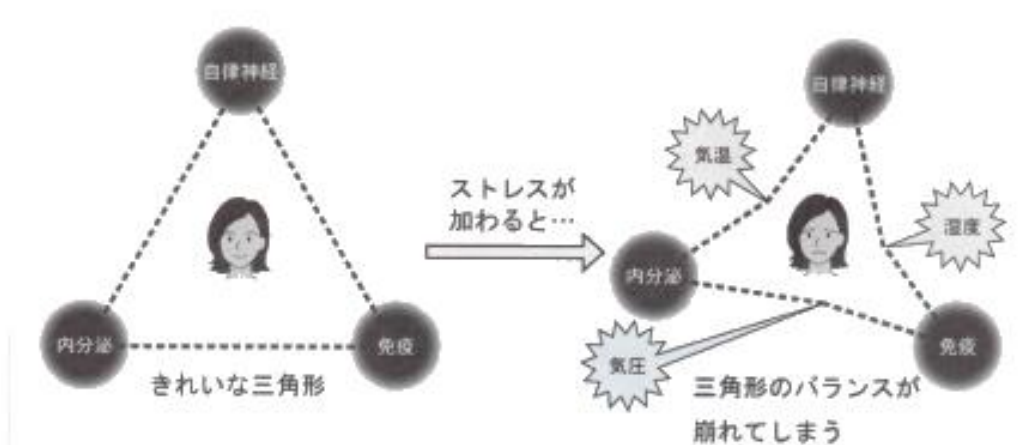 自律神経
内分泌
免疫
きれいな三角形
ストレスが
加わると…
自律神経
気温
湿度
内分泌
気圧
免疫
三角形のバランスが
崩れてしまう